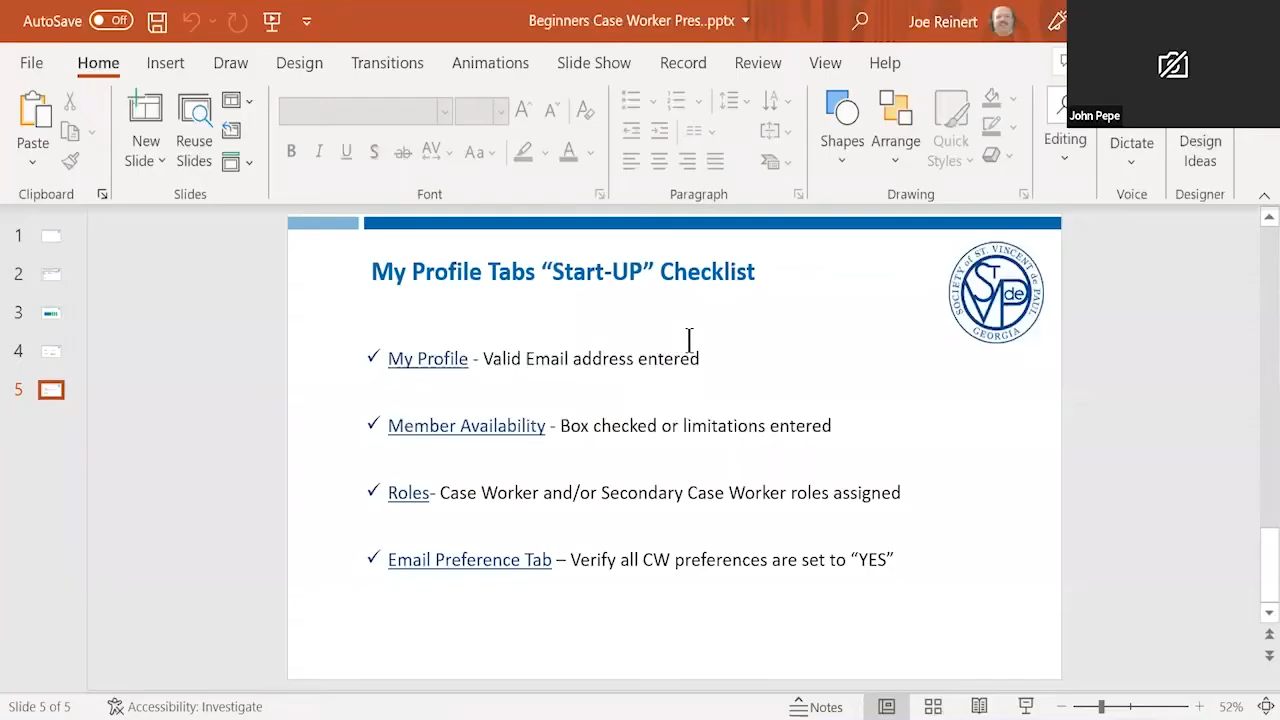 AutoSave Off Beginners Case Worker Pres..pptx Joe Reinert
File Home Insert Draw Design Transitions Animations Slide Show Record Review View Help
John Pepe
Paste New Slide Reuse Slides Shapes Arrange Quick Styles Editing Dictate Design Ideas
B I U S ab AV Aa A
Clipboard Slides Font Paragraph Drawing Voice Designer
1
2
3
4
5
My Profile Tabs “Start-UP” Checklist
SOCIETY of ST. VINCENT de PAUL
ST V de P
GEORGIA
✓ My Profile - Valid Email address entered
✓ Member Availability - Box checked or limitations entered
✓ Roles- Case Worker and/or Secondary Case Worker roles assigned
✓ Email Preference Tab – Verify all CW preferences are set to “YES”
Slide 5 of 5 Accessibility: Investigate Notes 52%